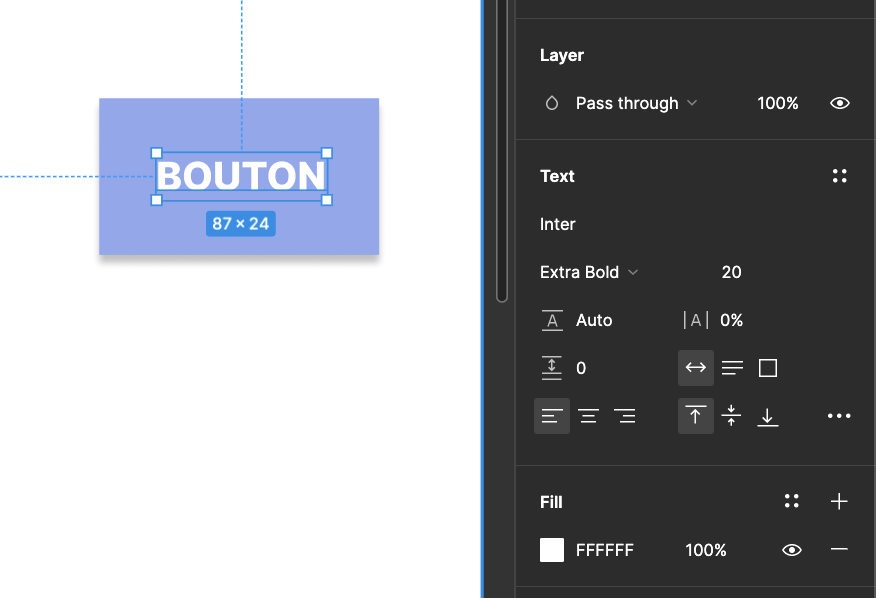 BOUTON
87 × 24
Layer
Pass through 100%
Text
Inter
Extra Bold 20
Auto 0%
0
Fill
FFFFFF 100%